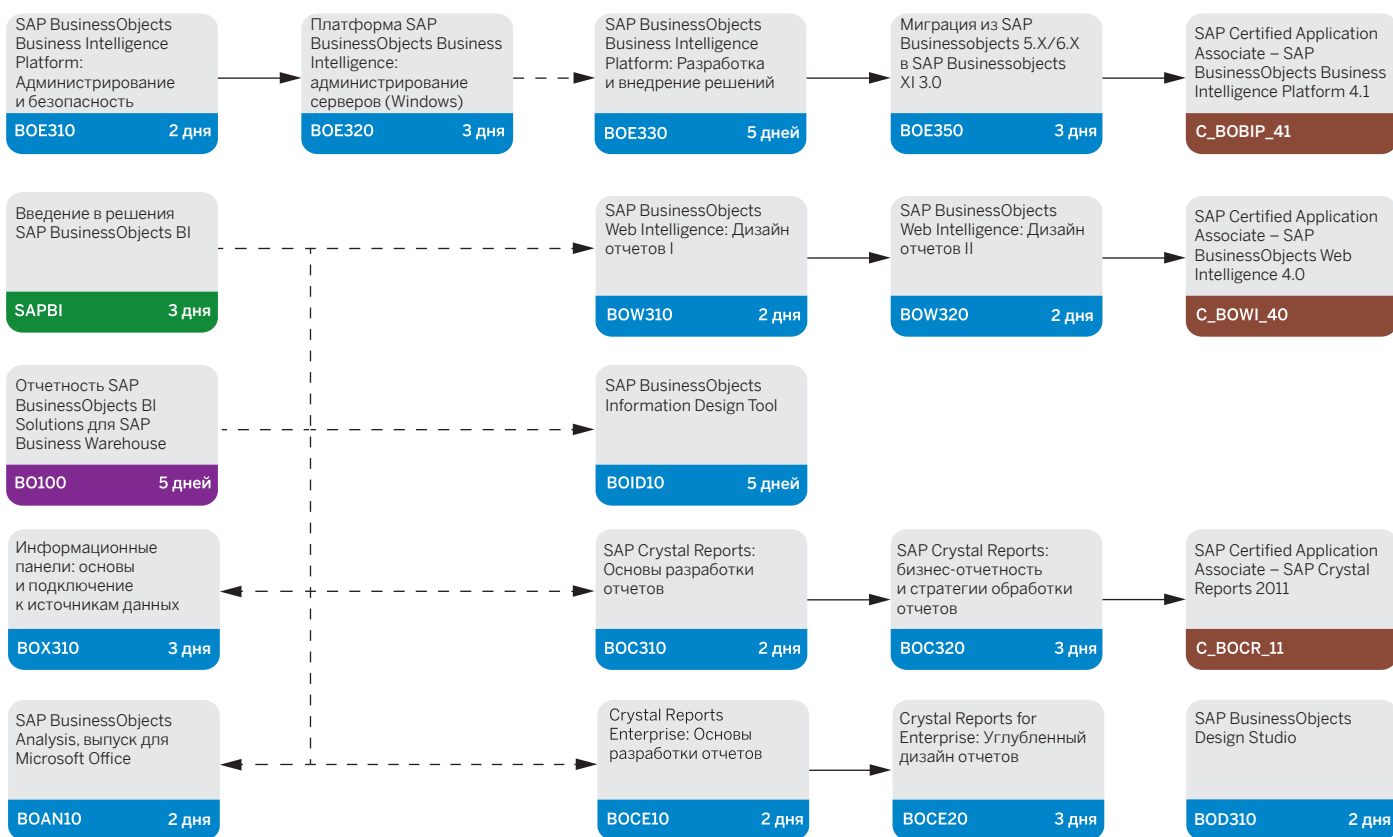 SAP BusinessObjects
Business Intelligence
Platform:
Администрирование
и безопасность
BOE310 2 дня
Платформа SAP
BusinessObjects Business
Intelligence:
администрирование
серверов (Windows)
BOE320 3 дня
SAP BusinessObjects
Business Intelligence
Platform: Разработка
и внедрение решений
BOE330 5 дней
Миграция из SAP
Businessobjects 5.X/6.X
в SAP Businessobjects
XI 3.0
BOE350 3 дня
SAP Certified Application
Associate – SAP
BusinessObjects Business
Intelligence Platform 4.1
C_BOBIP_41
Введение в решения
SAP BusinessObjects BI
SAPBI 3 дня
SAP BusinessObjects
Web Intelligence: Дизайн
отчетов I
BOW310 2 дня
SAP BusinessObjects
Web Intelligence: Дизайн
отчетов II
BOW320 2 дня
SAP Certified Application
Associate – SAP
BusinessObjects Web
Intelligence 4.0
C_BOWI_40
Отчетность SAP
BusinessObjects BI
Solutions для SAP
Business Warehouse
BO100 5 дней
SAP BusinessObjects
Information Design Tool
BOID10 5 дней
Информационные
панели: основы
и подключение
к источникам данных
BOX310 3 дня
SAP Crystal Reports:
Основы разработки
отчетов
BOC310 2 дня
SAP Crystal Reports:
бизнес-отчетность
и стратегии обработки
отчетов
BOC320 3 дня
SAP Certified Application
Associate – SAP Crystal
Reports 2011
C_BOCR_11
SAP BusinessObjects
Analysis, выпуск для
Microsoft Office
BOAN10 2 дня
Crystal Reports
Enterprise: Основы
разработки отчетов
BOCE10 2 дня
Crystal Reports for
Enterprise: Углубленный
дизайн отчетов
BOCE20 3 дня
SAP BusinessObjects
Design Studio
BOD310 2 дня